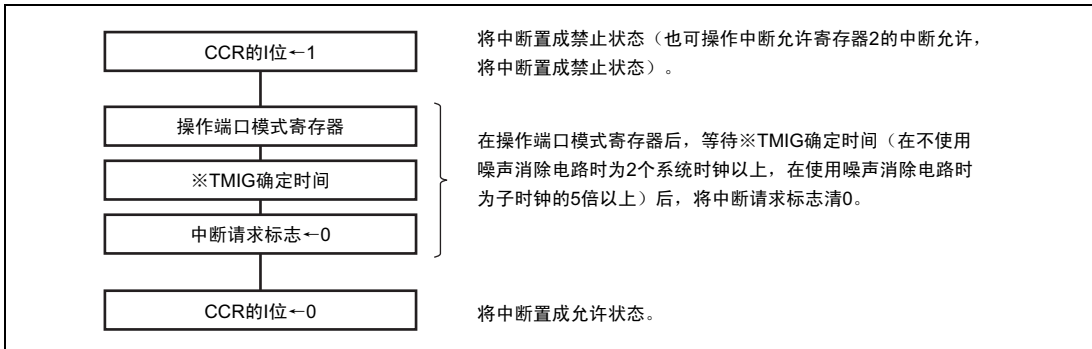 CCR的I位←1
将中断置成禁止状态（也可操作中断允许寄存器2的中断允许，
将中断置成禁止状态）。
操作端口模式寄存器
※TMIG确定时间
中断请求标志←0
在操作端口模式寄存器后，等待※TMIG确定时间（在不使用
噪声消除电路时为2个系统时钟以上，在使用噪声消除电路时
为子时钟的5倍以上）后，将中断请求标志清0。
CCR的I位←0
将中断置成允许状态。